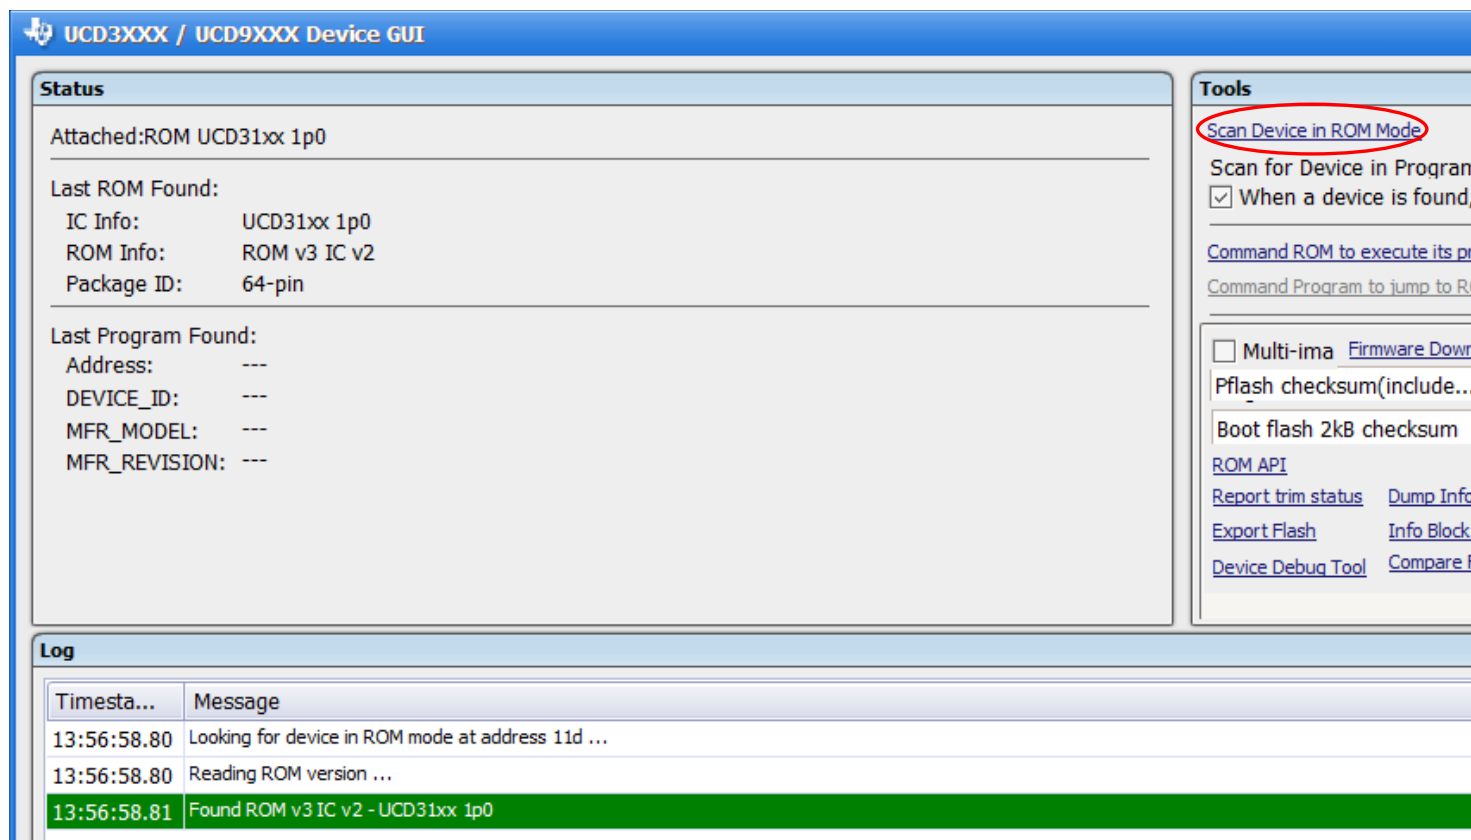 UCD3XXX / UCD9XXX Device GUI
Status
Attached:ROM UCD31xx 1p0
Last ROM Found:
IC Info: UCD31xx 1p0
ROM Info: ROM v3 IC v2
Package ID: 64-pin
Last Program Found:
Address: ---
DEVICE_ID: ---
MFR_MODEL: ---
MFR_REVISION: ---
Tools
Scan Device in ROM Mode
Scan for Device in Program
When a device is found,
Command ROM to execute its pr
Command Program to jump to RO
Multi-ima Firmware Down
Pflash checksum(include...
Boot flash 2kB checksum
ROM API
Report trim status Dump Info
Export Flash Info Block
Device Debug Tool Compare F
Log
Timesta... Message
13:56:58.80 Looking for device in ROM mode at address 11d ...
13:56:58.80 Reading ROM version ...
13:56:58.81 Found ROM v3 IC v2 - UCD31xx 1p0